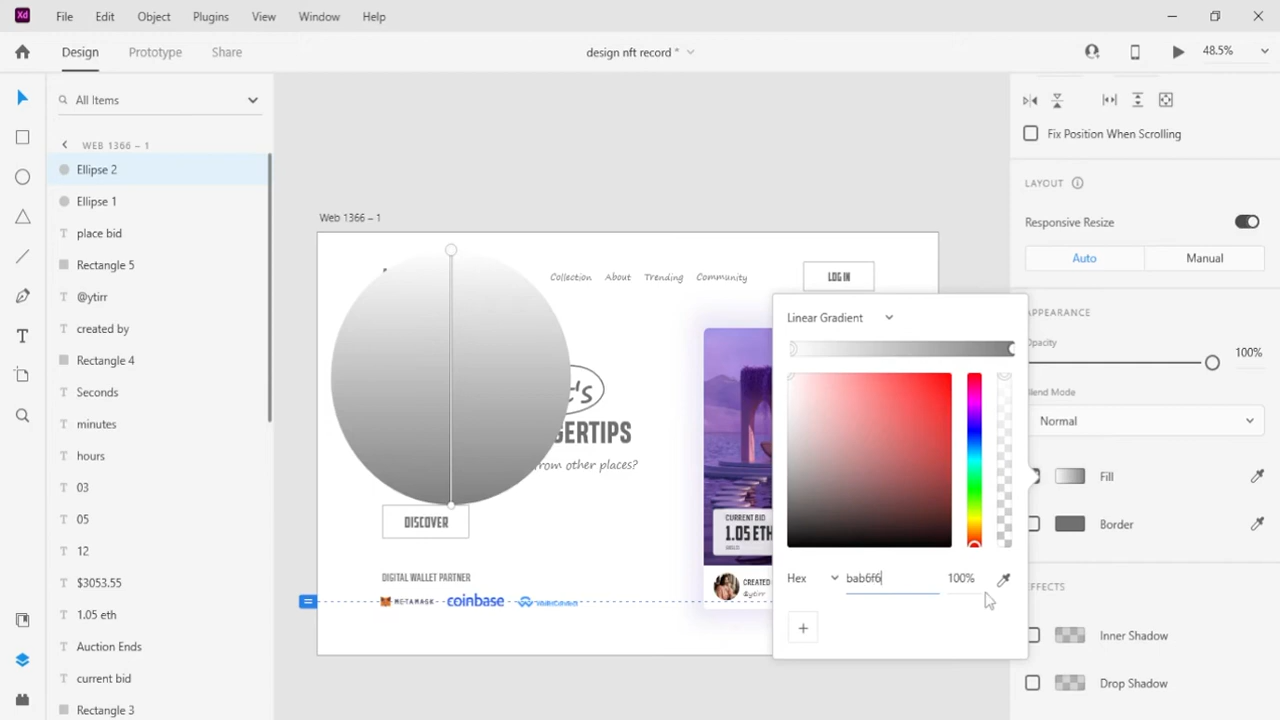 Xd File Edit Object Plugins View Window Help
Design Prototype Share design nft record * 48.5%
All Items
WEB 1366 – 1
Ellipse 2
Ellipse 1
place bid
Rectangle 5
@ytirr
created by
Rectangle 4
Seconds
minutes
hours
03
05
12
$3053.55
1.05 eth
Auction Ends
current bid
Rectangle 3
Web 1366 – 1
Collection About Trending Community LOG IN
t's
GERTIPS
from other places?
DISCOVER
DIGITAL WALLET PARTNER
METAMASK coinbase WalletConnect
CURRENT BID
1.05 ETH
CREATED
@ytirr
Linear Gradient
Hex bab6f6 100%
+
Fix Position When Scrolling
LAYOUT
Responsive Resize
Auto Manual
APPEARANCE
Opacity
100%
Blend Mode
Normal
Fill
Border
EFFECTS
Inner Shadow
Drop Shadow